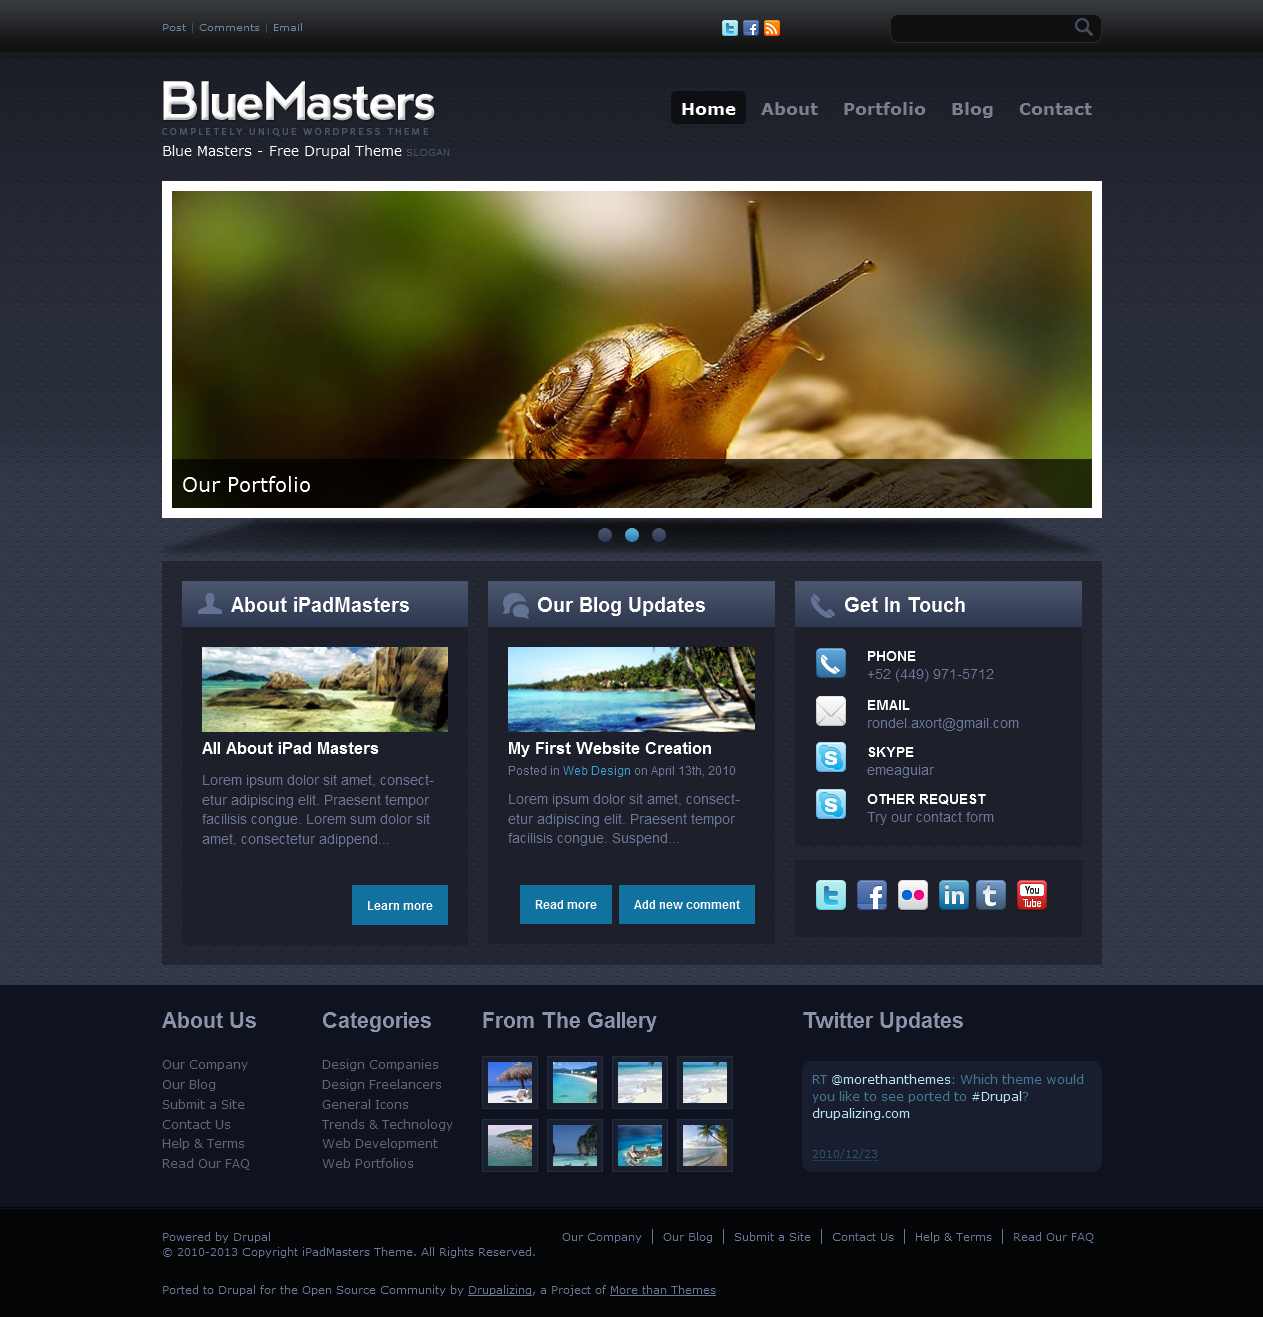 Post | Comments | Email
BlueMasters
COMPLETELY UNIQUE WORDPRESS THEME
Blue Masters - Free Drupal Theme SLOGAN
Home About Portfolio Blog Contact
Our Portfolio
About iPadMasters
All About iPad Masters
Lorem ipsum dolor sit amet, consect-
etur adipiscing elit. Praesent tempor
facilisis congue. Lorem sum dolor sit
amet, consectetur adippend...
Learn more
Our Blog Updates
My First Website Creation
Posted in Web Design on April 13th, 2010
Lorem ipsum dolor sit amet, consect-
etur adipiscing elit. Praesent tempor
facilisis congue. Suspend...
Read more Add new comment
Get In Touch
PHONE
+52 (449) 971-5712
EMAIL
rondel.axort@gmail.com
SKYPE
emeaguiar
OTHER REQUEST
Try our contact form
You
Tube
About Us
Our Company
Our Blog
Submit a Site
Contact Us
Help & Terms
Read Our FAQ
Categories
Design Companies
Design Freelancers
General Icons
Trends & Technology
Web Development
Web Portfolios
From The Gallery
Twitter Updates
RT @morethanthemes: Which theme would
you like to see ported to #Drupal?
drupalizing.com
2010/12/23
Powered by Drupal
© 2010-2013 Copyright iPadMasters Theme. All Rights Reserved.
Our Company | Our Blog | Submit a Site | Contact Us | Help & Terms | Read Our FAQ
Ported to Drupal for the Open Source Community by Drupalizing, a Project of More than Themes